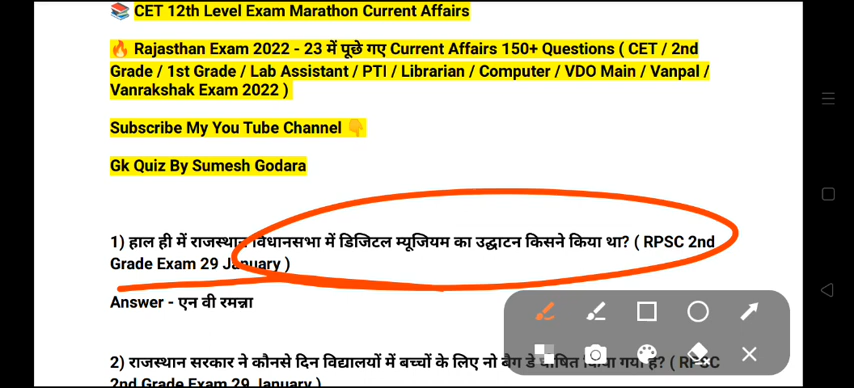 📚 CET 12th Level Exam Marathon Current Affairs
🔥 Rajasthan Exam 2022 - 23 में पूछे गए Current Affairs 150+ Questions ( CET / 2nd
Grade / 1st Grade / Lab Assistant / PTI / Librarian / Computer / VDO Main / Vanpal /
Vanrakshak Exam 2022 )
Subscribe My You Tube Channel 👇
Gk Quiz By Sumesh Godara
1) हाल ही में राजस्थान विधानसभा में डिजिटल म्यूजियम का उद्घाटन किसने किया था? ( RPSC 2nd
Grade Exam 29 January )
Answer - एन वी रमन्ना
2) राजस्थान सरकार ने कौनसे दिन विद्यालयों में बच्चों के लिए नो बैग डे घोषित किया गया है? ( RPSC
2nd Grade Exam 29 January )